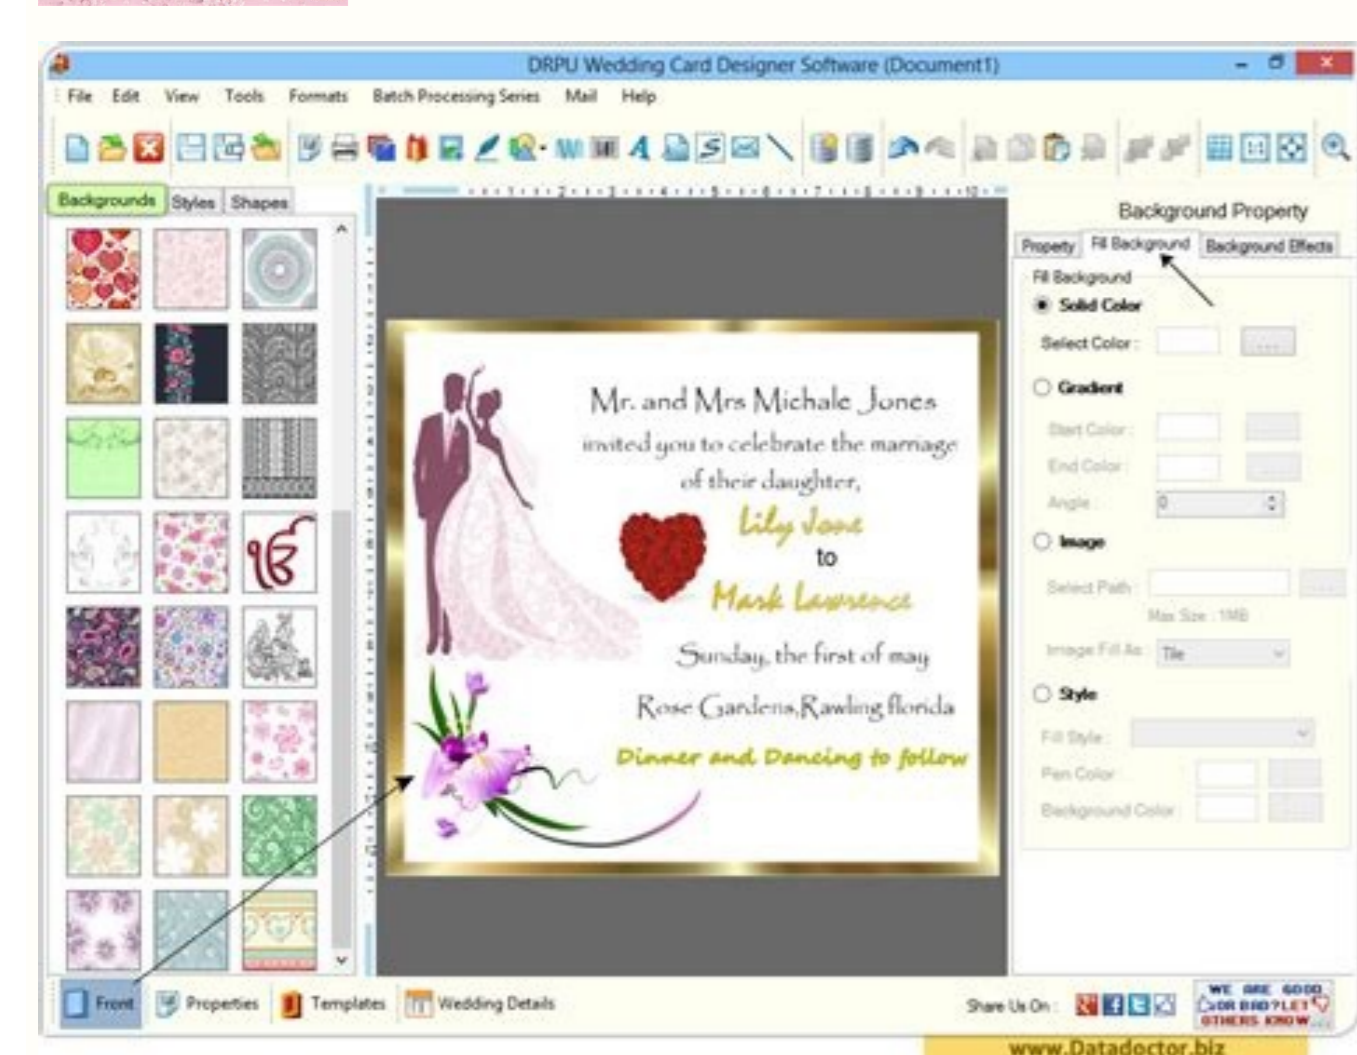 DRPU Wedding Card Designer Software (Document1)
File Edit View Tools Formats Batch Processing Series Mail Help
Backgrounds Styles Shapes
Background Property
Property Fill Background Background Effects
Fill Background
Solid Color
Select Color :
Gradient
Start Color :
End Color :
Angle : 0
Image
Select Path :
Max Size : 1MB
Image Fill As : Tile
Style
Fill Style :
Pen Color
Background Color :
Mr. and Mrs Michale Jones
invited you to celebrate the marriage
of their daughter,
Lily Jone
to
Mark Lawrence
Sunday, the first of may
Rose Gardens,Rawling florida
Dinner and Dancing to follow
Front Properties Templates Wedding Details
Share Us On :
WE ARE GOOD
OR BAD?LET
OTHERS KNOW...
www.Datadoctor.biz